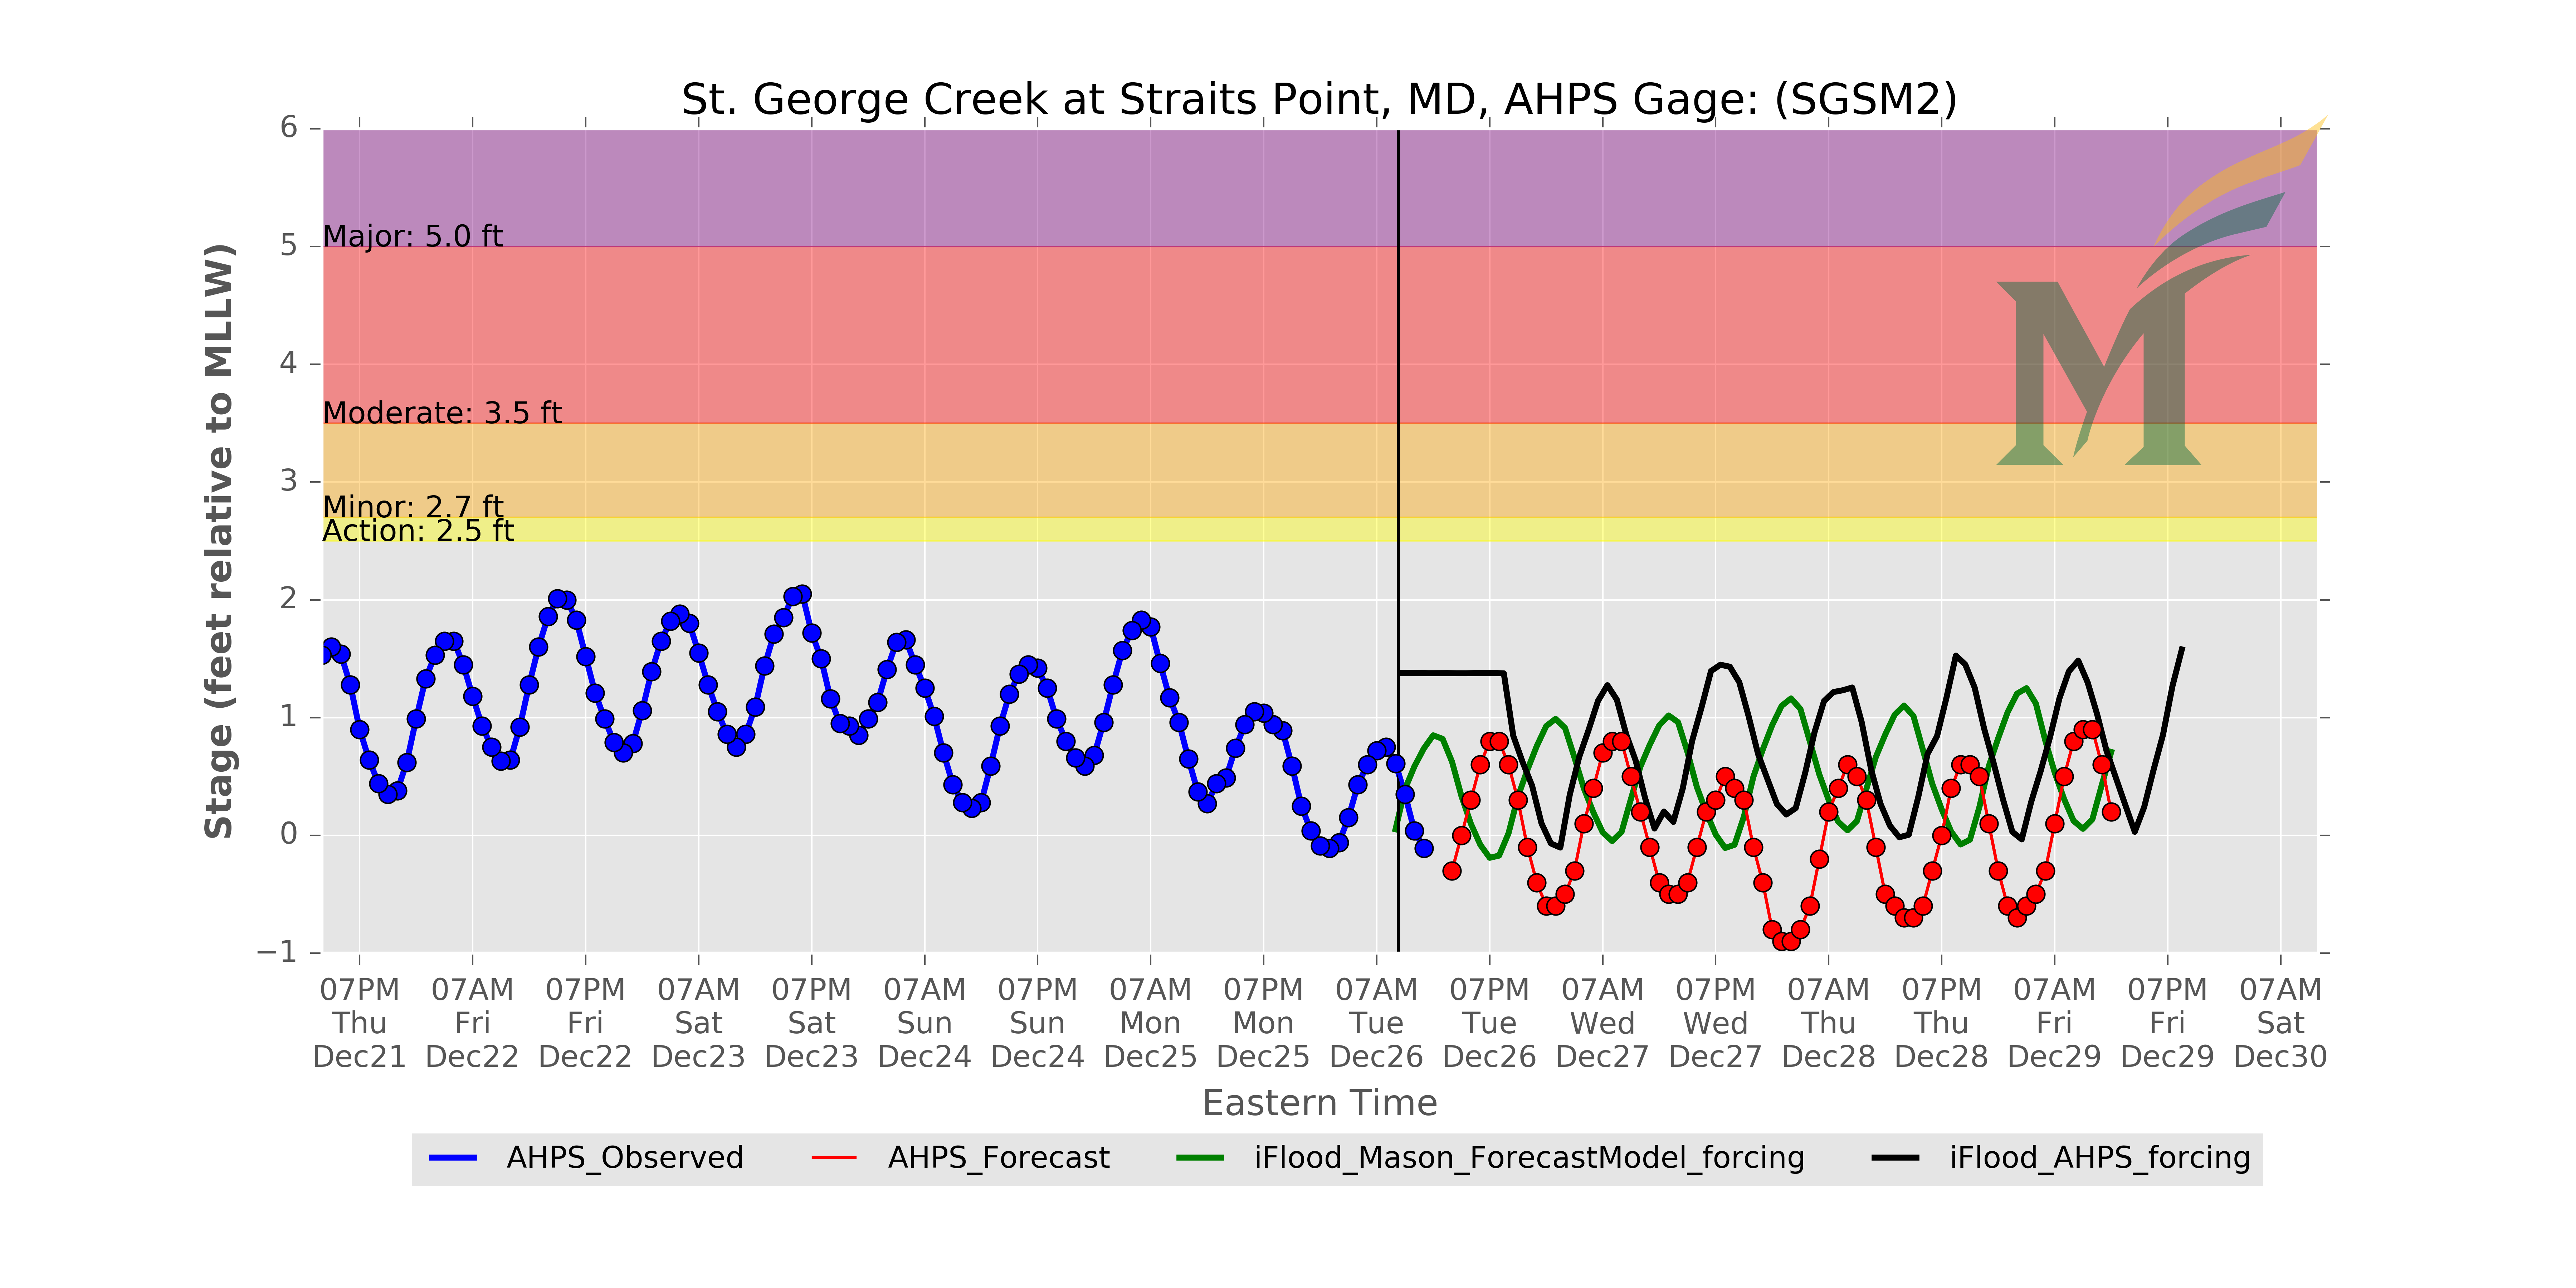 St. George Creek at Straits Point, MD, AHPS Gage: (SGSM2)
Stage (feet relative to MLLW)
6
5
4
3
2
1
0
−1
Major: 5.0 ft
Moderate: 3.5 ft
Minor: 2.7 ft
Action: 2.5 ft
M
07PM 07AM 07PM 07AM 07PM 07AM 07PM 07AM 07PM 07AM 07PM 07AM 07PM 07AM 07PM 07AM 07PM 07AM
Thu Fri Fri Sat Sat Sun Sun Mon Mon Tue Tue Wed Wed Thu Thu Fri Fri Sat
Dec21 Dec22 Dec22 Dec23 Dec23 Dec24 Dec24 Dec25 Dec25 Dec26 Dec26 Dec27 Dec27 Dec28 Dec28 Dec29 Dec29 Dec30
Eastern Time
AHPS_Observed AHPS_Forecast iFlood_Mason_ForecastModel_forcing iFlood_AHPS_forcing